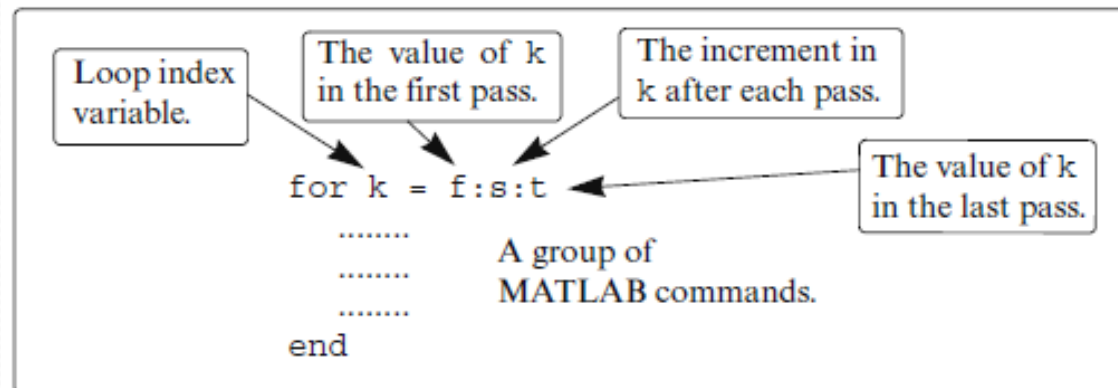 Loop index
variable.
The value of k
in the first pass.
The increment in
k after each pass.
for k = f:s:t
The value of k
in the last pass.
........
........
........
A group of
MATLAB commands.
end